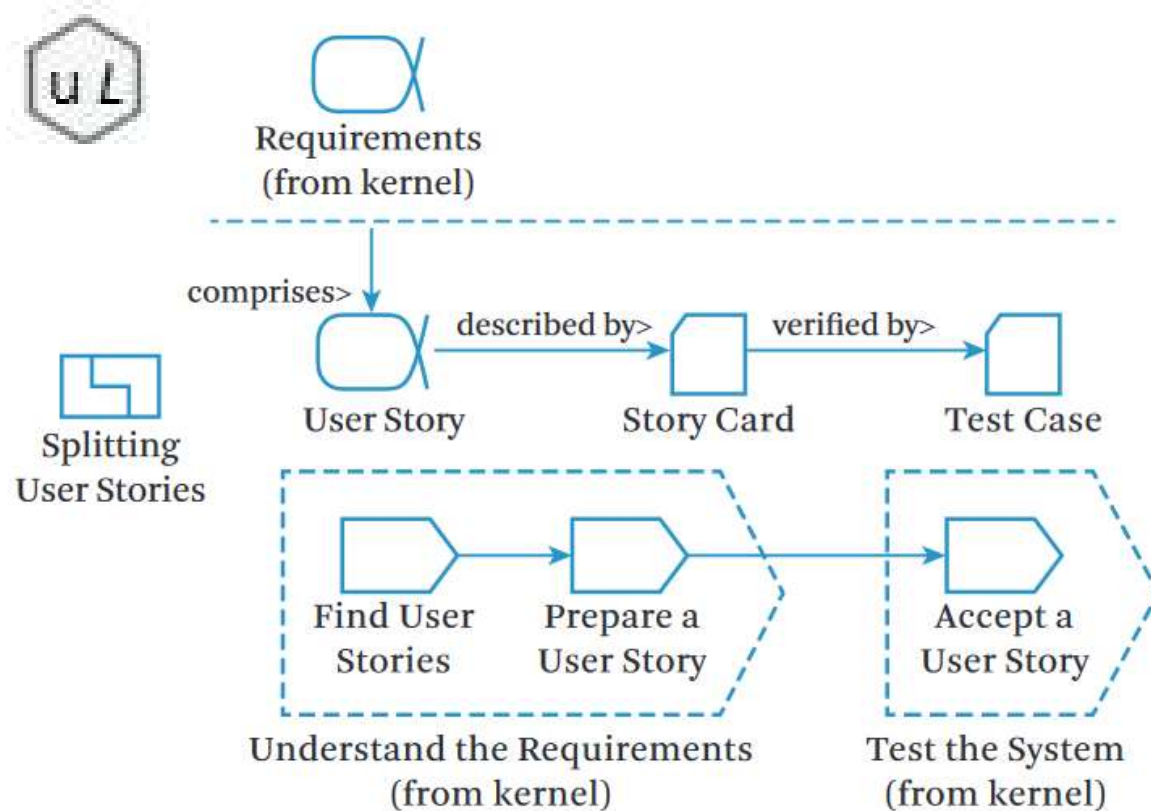 u L
Requirements
(from kernel)
comprises>
described by>
verified by>
User Story
Story Card
Test Case
Splitting
User Stories
Find User
Stories
Prepare a
User Story
Accept a
User Story
Understand the Requirements
(from kernel)
Test the System
(from kernel)